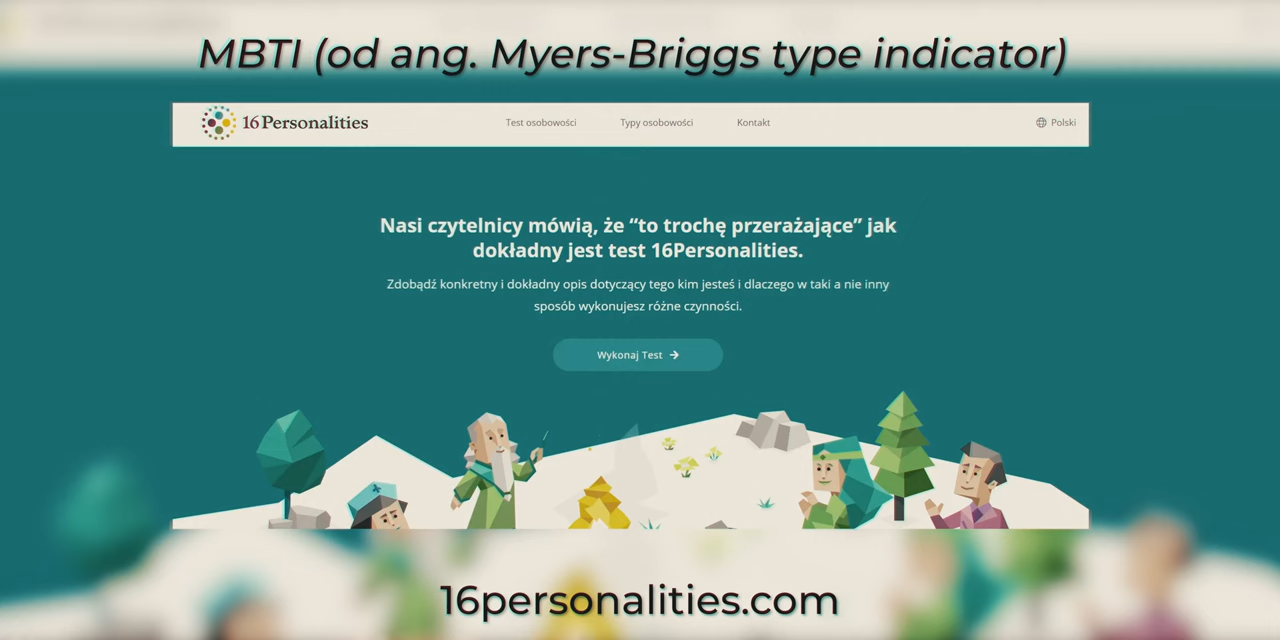 MBTI (od ang. Myers-Briggs type indicator)
16Personalities
Test osobowości
Typy osobowości
Kontakt
Polski
Nasi czytelnicy mówią, że “to trochę przerażające” jak
dokładny jest test 16Personalities.
Zdobądź konkretny i dokładny opis dotyczący tego kim jesteś i dlaczego w taki a nie inny
sposób wykonujesz różne czynności.
Wykonaj Test
16personalities.com